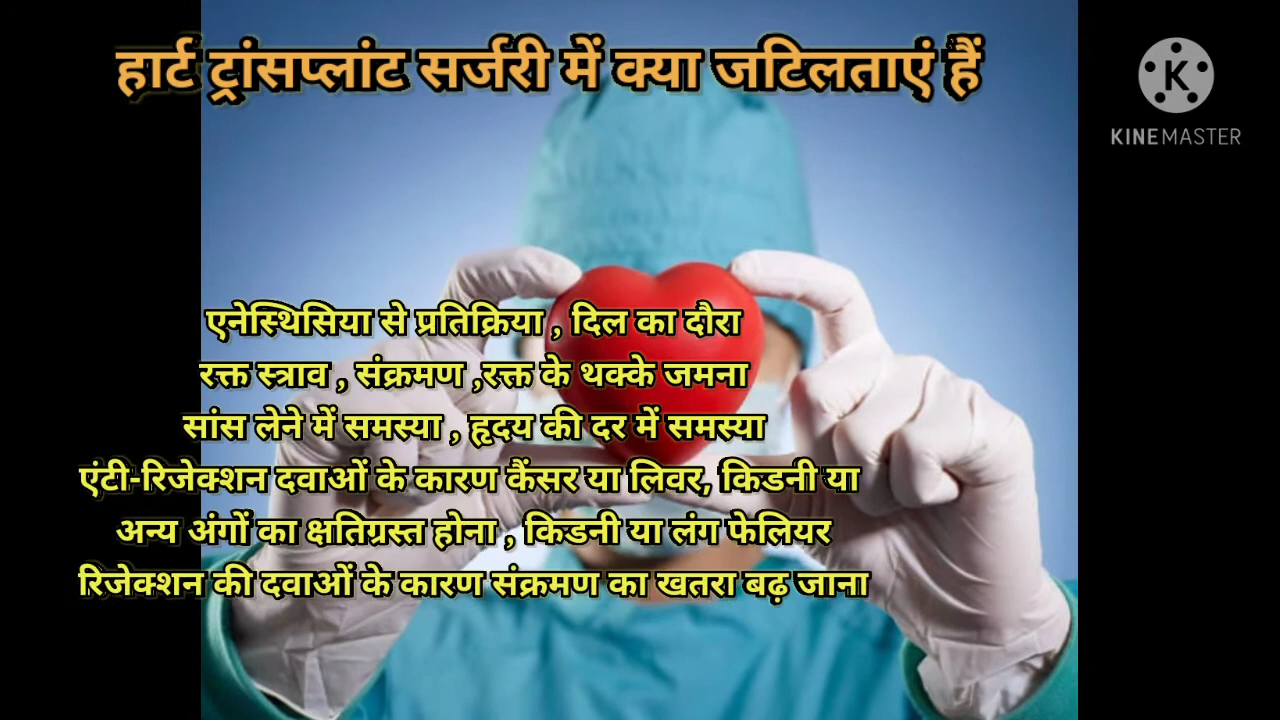 हार्ट ट्रांसप्लांट सर्जरी में क्या जटिलताएं हैं
K
KINEMASTER
एनेस्थिसिया से प्रतिक्रिया , दिल का दौरा
रक्त स्त्राव , संक्रमण ,रक्त के थक्के जमना
सांस लेने में समस्या , हृदय की दर में समस्या
एंटी-रिजेक्शन दवाओं के कारण कैंसर या लिवर, किडनी या
अन्य अंगों का क्षतिग्रस्त होना , किडनी या लंग फेलियर
रिजेक्शन की दवाओं के कारण संक्रमण का खतरा बढ़ जाना